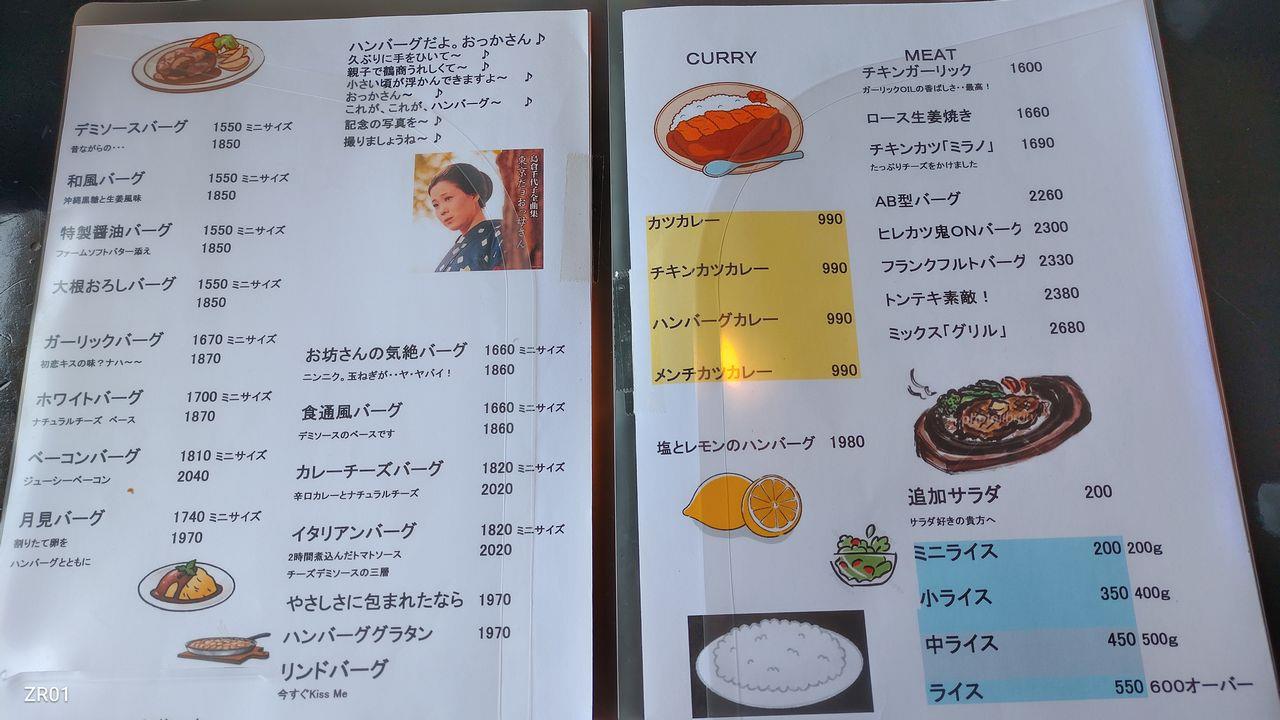 ハンバーグだよ。おっかさん♪
久ぶりに手をひいて〜 ♪
親子で鶴商うれしくて〜 ♪
小さい頃が浮かんできますよ〜 ♪
おっかさん〜 ♪
これが、これが、ハンバーグ〜 ♪
記念の写真を〜 ♪
撮りましょうね〜 ♪
島倉千代子全曲集
東京だョおっ母さん
デミソースバーグ 1550 ミニサイズ
昔ながらの･･･ 1850
和風バーグ 1550 ミニサイズ
沖縄黒糖と生姜風味 1850
特製醤油バーグ 1550 ミニサイズ
ファームソフトバター添え 1850
大根おろしバーグ 1550 ミニサイズ
1850
ガーリックバーグ 1670 ミニサイズ
初恋キスの味？ナハ〜〜 1870
ホワイトバーグ 1700 ミニサイズ
ナチュラルチーズ ベース 1870
ベーコンバーグ 1810 ミニサイズ
ジューシーベーコン 2040
月見バーグ 1740 ミニサイズ
割りたて卵を 1970
ハンバーグとともに
お坊さんの気絶バーグ 1660 ミニサイズ
ニンニク。玉ねぎが･･ヤ･ヤバイ！ 1860
食通風バーグ 1660 ミニサイズ
デミソースのベースです 1860
カレーチーズバーグ 1820 ミニサイズ
辛口カレーとナチュラルチーズ 2020
イタリアンバーグ 1820 ミニサイズ
2時間煮込んだトマトソース 2020
チーズデミソースの三層
やさしさに包まれたなら 1970
ハンバーググラタン 1970
リンドバーグ
今すぐKiss Me
ZR01
CURRY
カツカレー 990
チキンカツカレー 990
ハンバーグカレー 990
メンチカツカレー 990
塩とレモンのハンバーグ 1980
MEAT
チキンガーリック 1600
ガーリックOILの香ばしさ･･最高！
ロース生姜焼き 1660
チキンカツ「ミラノ」 1690
たっぷりチーズをかけました
AB型バーグ 2260
ヒレカツ鬼ONバーク 2300
フランクフルトバーグ 2330
トンテキ素敵！ 2380
ミックス「グリル」 2680
追加サラダ 200
サラダ好きの貴方へ
ミニライス 200 200g
小ライス 350 400g
中ライス 450 500g
ライス 550 600オーバー